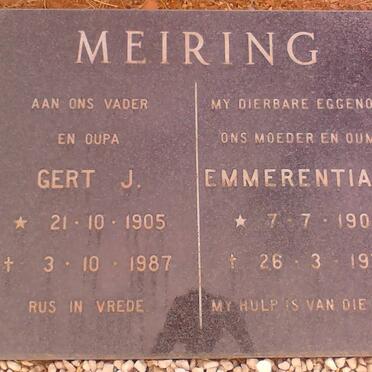 MEIRING
AAN ONS VADER
EN OUPA
GERT J.
★ 21·10·1905
† 3·10·1987
RUS IN VREDE
MY DIERBARE EGGENO
ONS MOEDER EN OUM
EMMERENTIA
★ 7·7·190
† 26·3·19
MY HULP IS VAN DIE